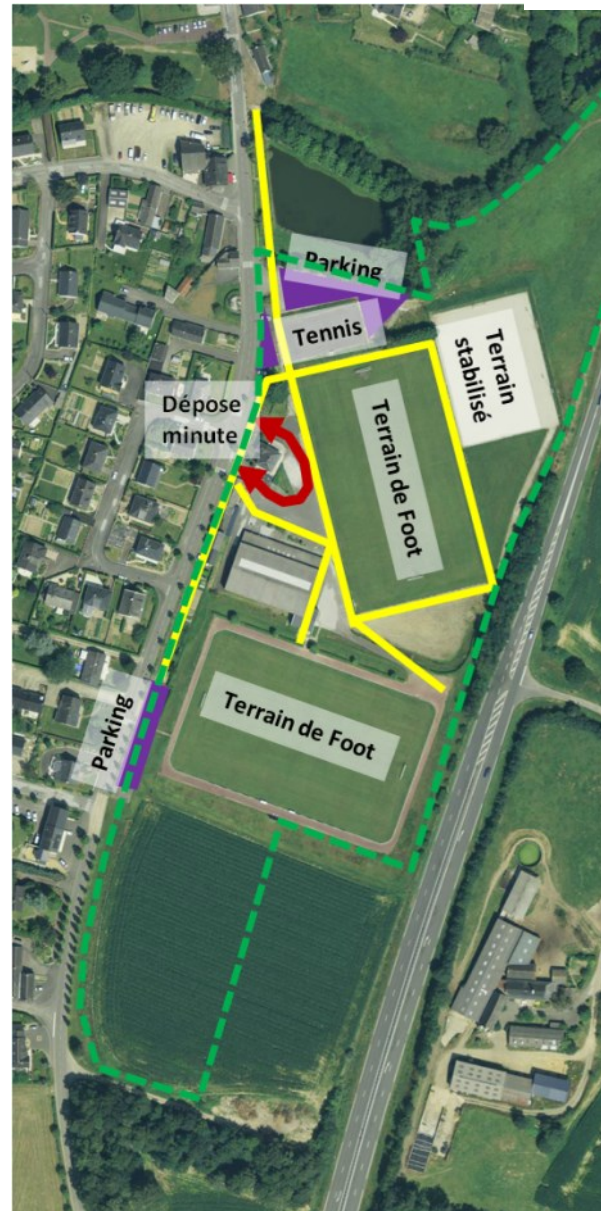 Parking
Tennis
Terrain
stabilisé
Dépose
minute
Terrain de Foot
Terrain de Foot
Parking